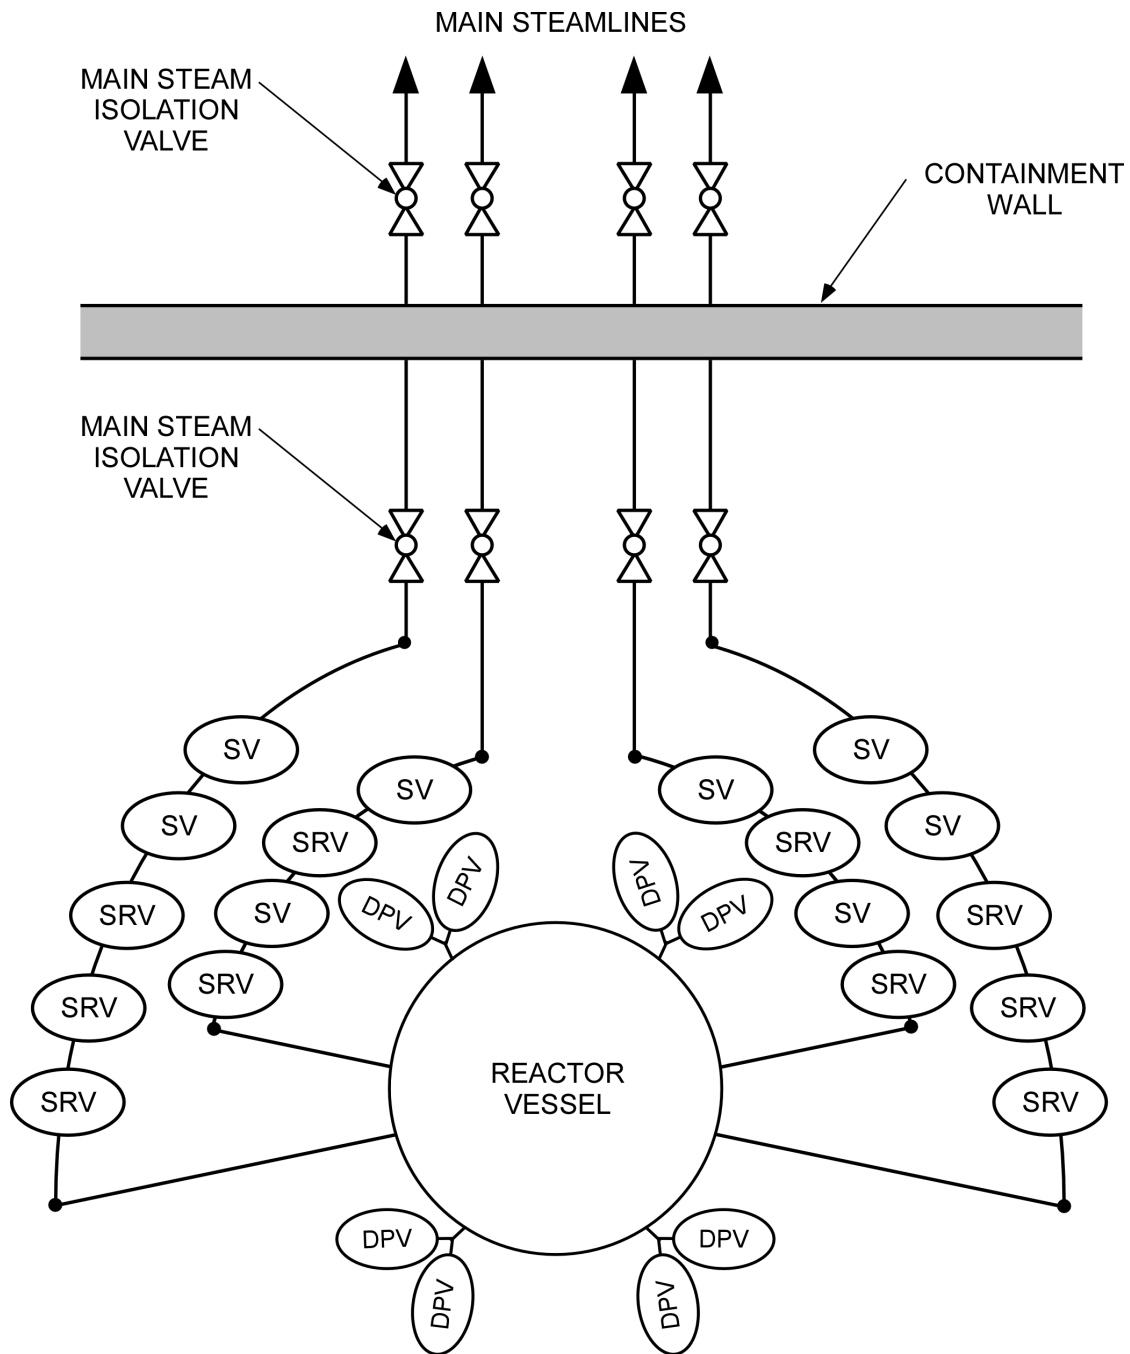 MAIN STEAMLINES
MAIN STEAM
ISOLATION
VALVE
CONTAINMENT
WALL
MAIN STEAM
ISOLATION
VALVE
SV
SV
SV
SV
SV
SV
SRV
SRV
SV
SV
DPV
DPV
DPV
DPV
SRV
SV
SV
SRV
SRV
SRV
SRV
SRV
REACTOR
VESSEL
SRV
SRV
DPV
DPV
DPV
DPV